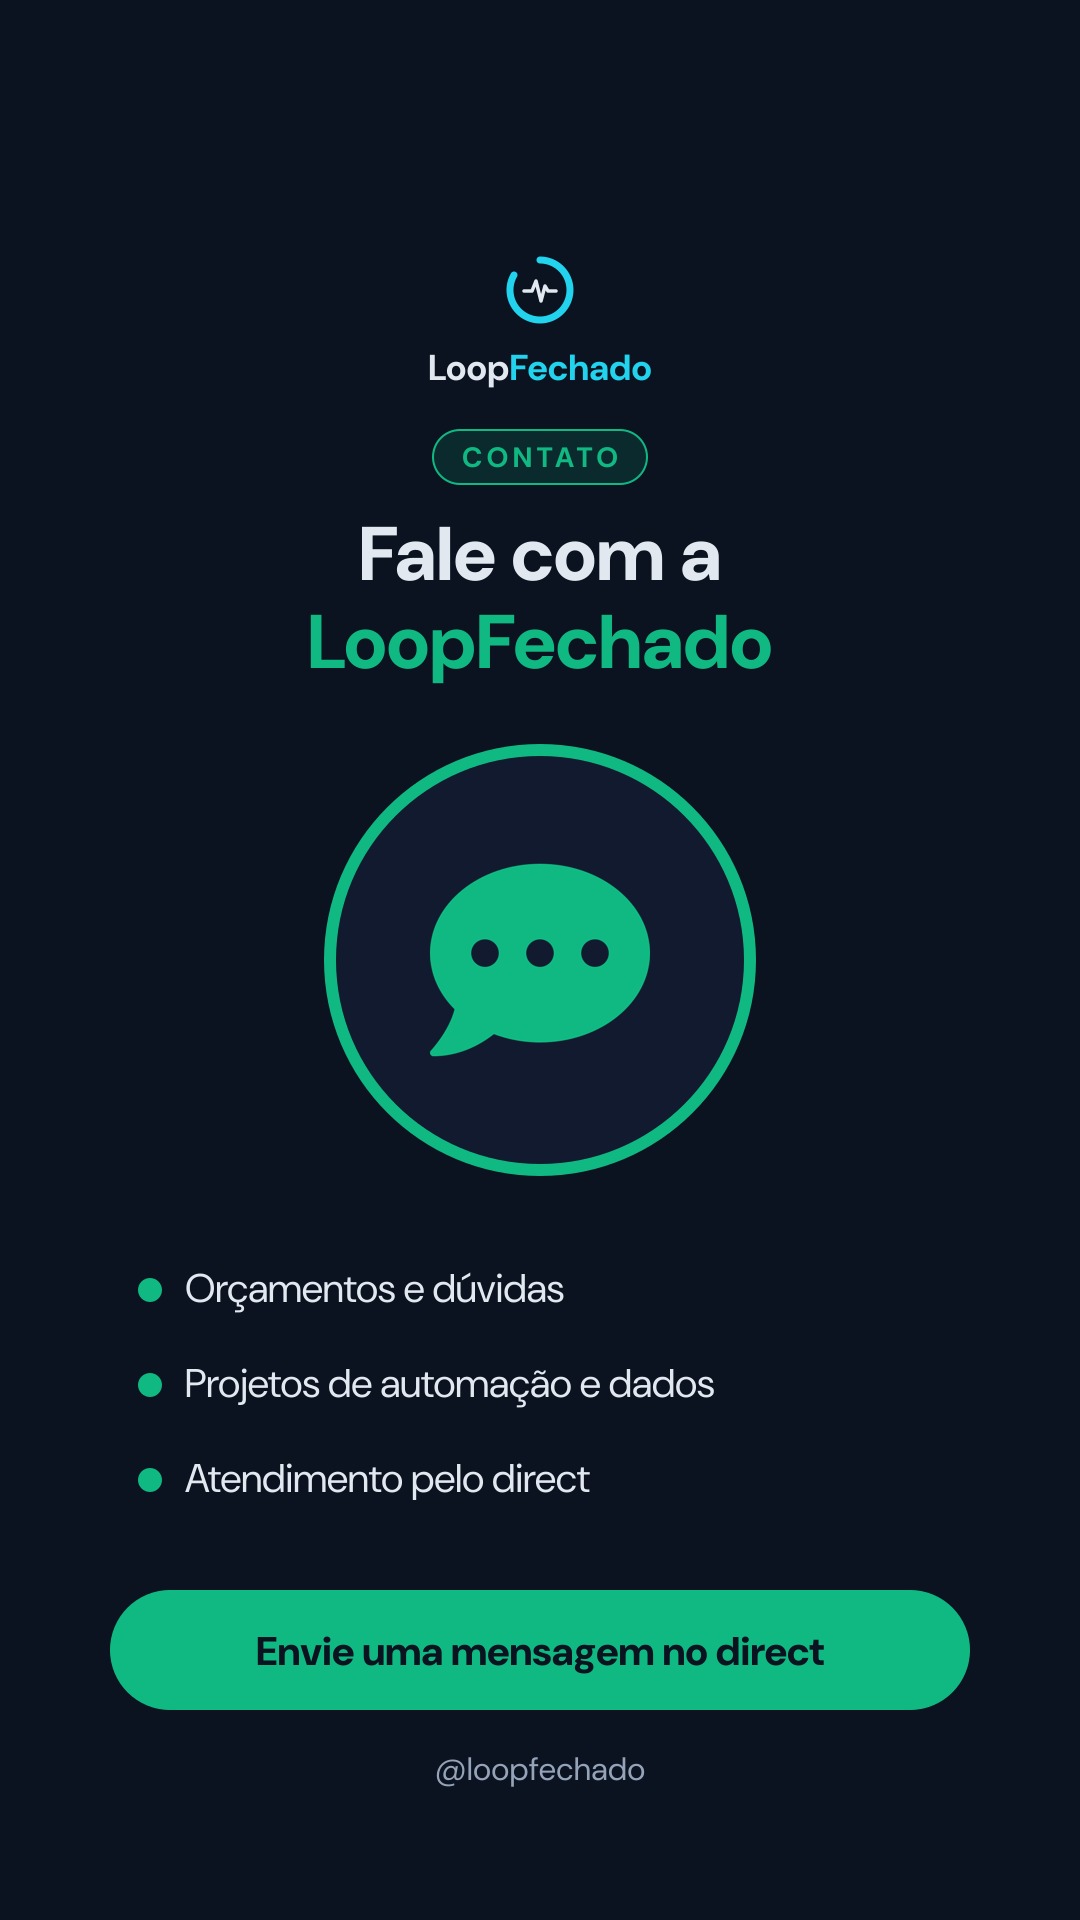 LoopFechado
CONTATO
Fale com a
LoopFechado
Orçamentos e dúvidas
Projetos de automação e dados
Atendimento pelo direct
Envie uma mensagem no direct
@loopfechado